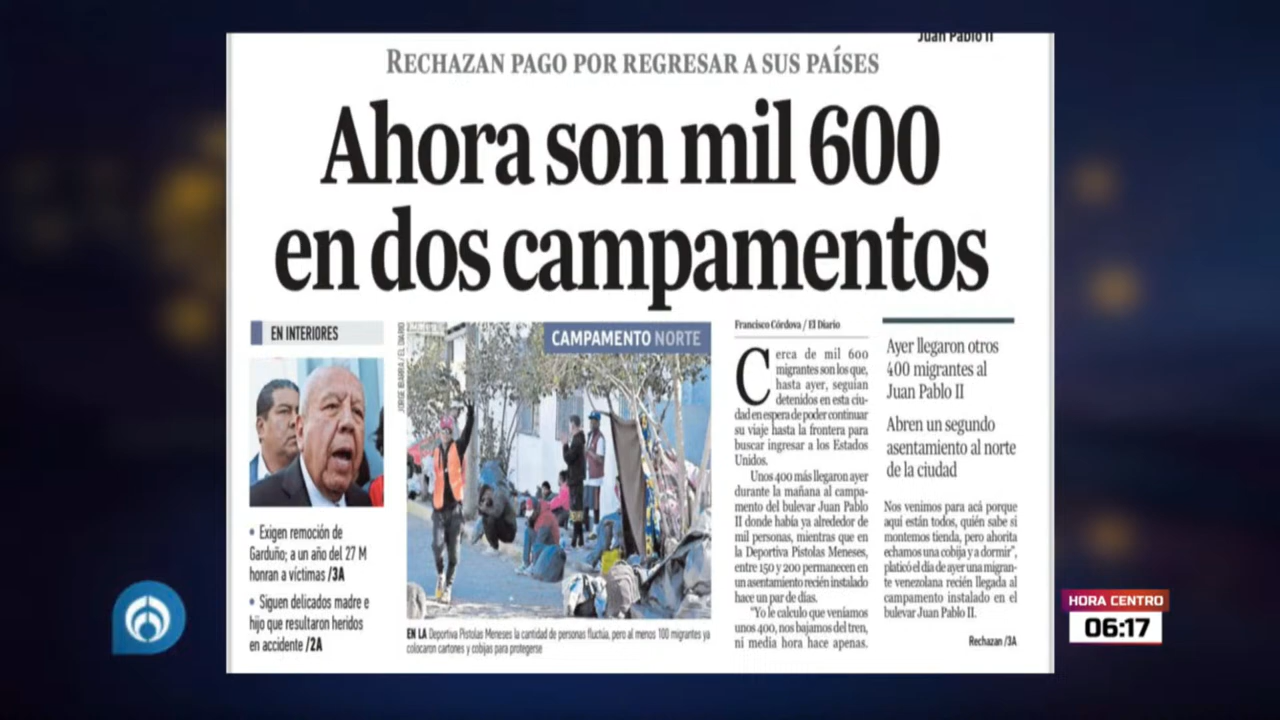 Juan Pablo II
RECHAZAN PAGO POR REGRESAR A SUS PAÍSES
Ahora son mil 600
en dos campamentos
EN INTERIORES
• Exigen remoción de
Garduño; a un año del 27 M
honran a víctimas /3A
• Siguen delicados madre e
hijo que resultaron heridos
en accidente /2A
JORGE IBARRA / EL DIARIO
CAMPAMENTO NORTE
EN LA Deportiva Pistolas Meneses la cantidad de personas fluctúa, pero al menos 100 migrantes ya
colocaron cartones y cobijas para protegerse
Francisco Córdova / El Diario
Cerca de mil 600
migrantes son los que,
hasta ayer, seguían
detenidos en esta ciu-
dad en espera de poder continuar
su viaje hasta la frontera para
buscar ingresar a los Estados
Unidos.
Unos 400 más llegaron ayer
durante la mañana al campa-
mento del bulevar Juan Pablo
II donde había ya alrededor de
mil personas, mientras que en
la Deportiva Pistolas Meneses,
entre 150 y 200 permanecen en
un asentamiento recién instalado
hace un par de días.
"Yo le calculo que veníamos
unos 400, nos bajamos del tren,
ni media hora hace apenas.
Ayer llegaron otros
400 migrantes al
Juan Pablo II
Abren un segundo
asentamiento al norte
de la ciudad
Nos venimos para acá porque
aquí están todos, quién sabe si
montemos tienda, pero ahorita
echamos una cobija y a dormir",
platicó el día de ayer una migran-
te venezolana recién llegada al
campamento instalado en el
bulevar Juan Pablo II.
Rechazan /3A
HORA CENTRO
06:17